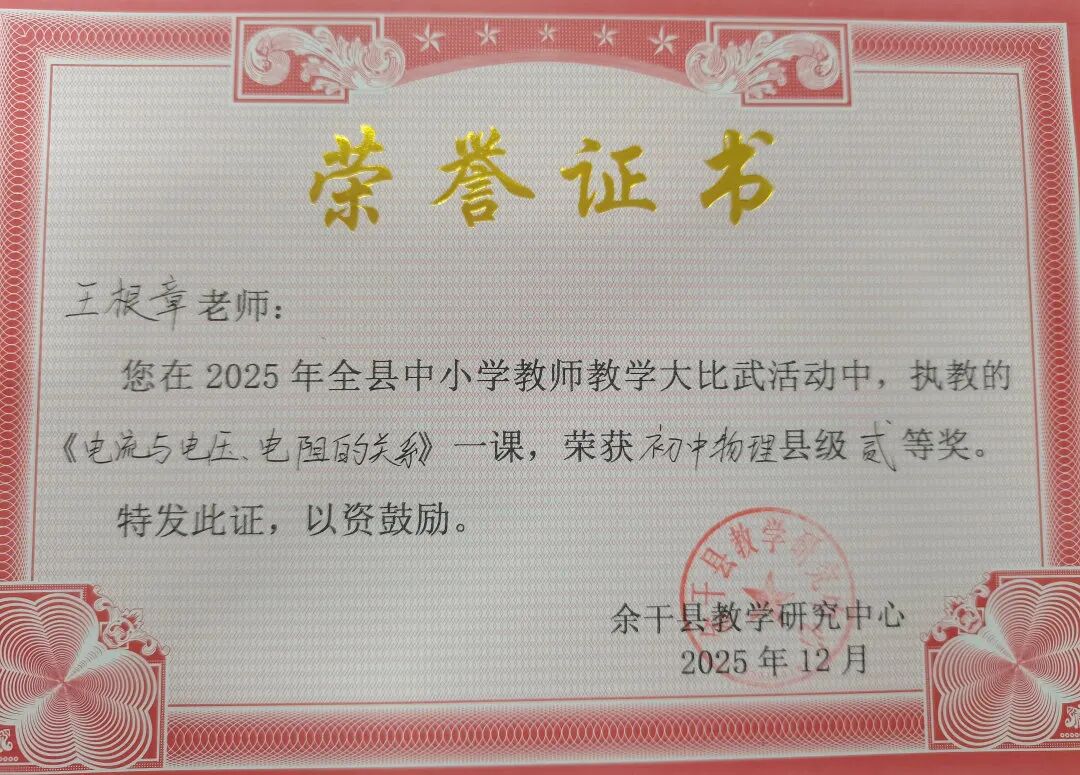 荣誉证书
王根章老师：
您在2025年全县中小学教师教学大比武活动中，执教的
《电流与电压、电阻的关系》一课，荣获初中物理县级贰等奖。
特发此证，以资鼓励。
余干县教学研究中心
2025年12月